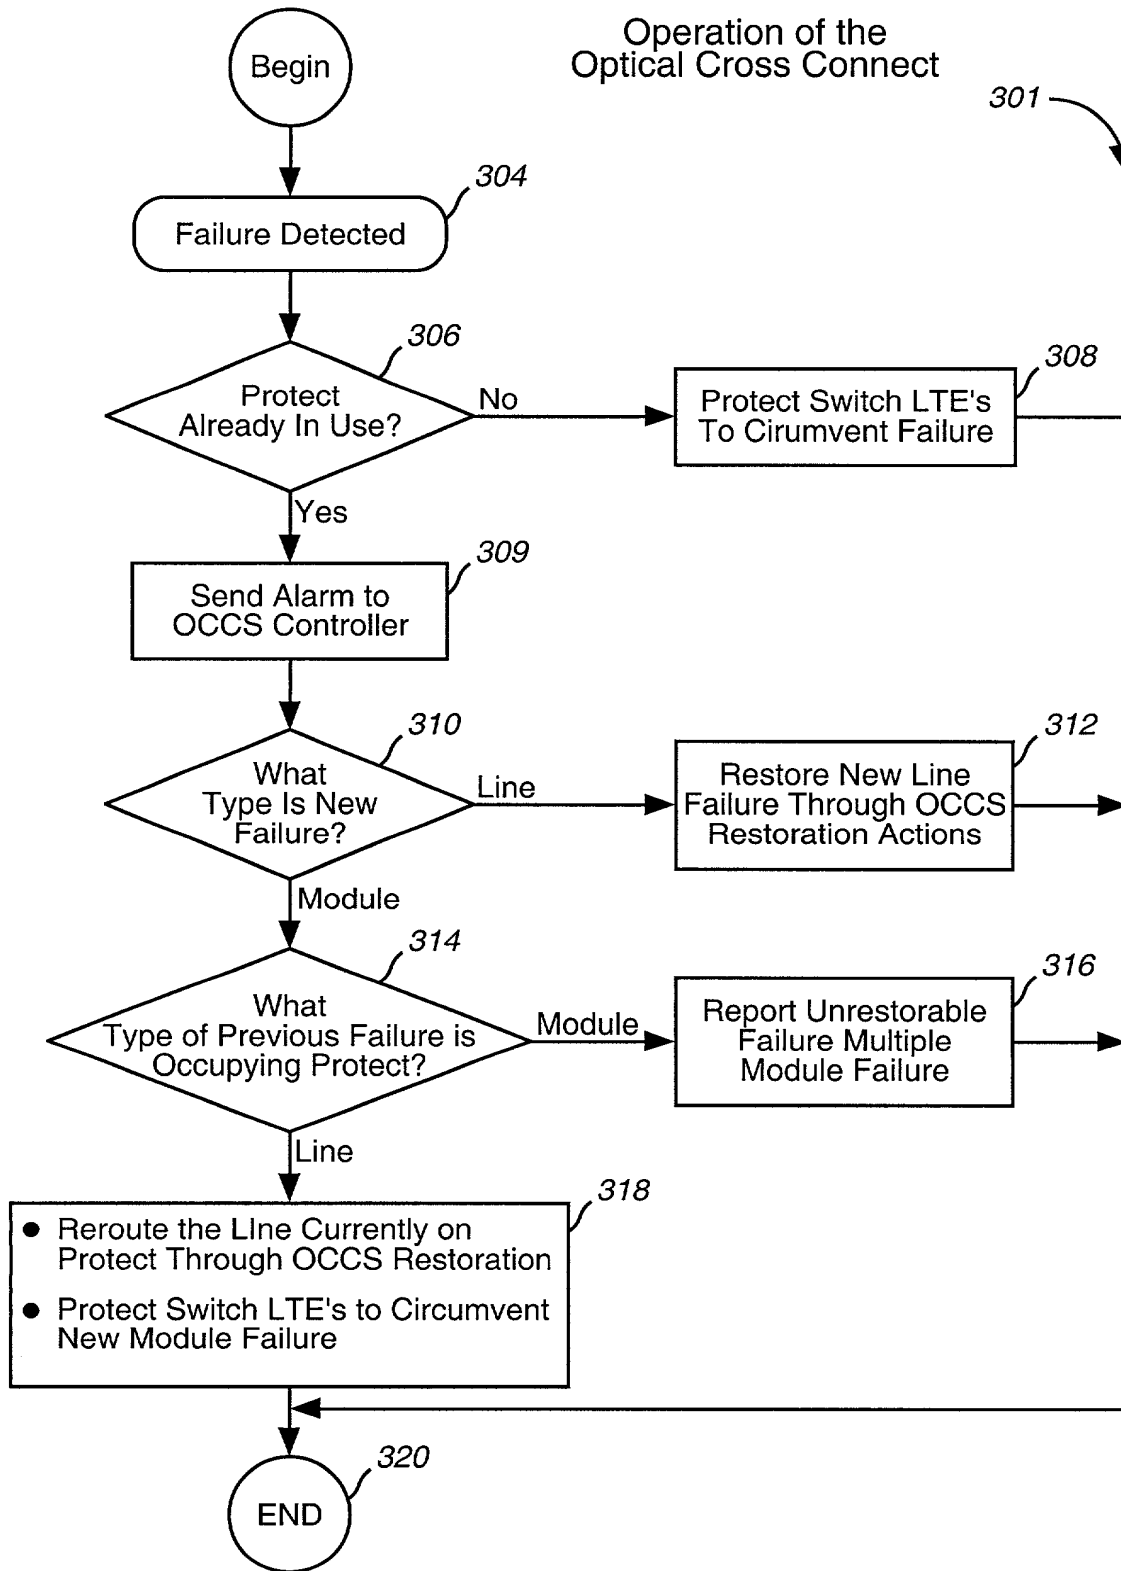 Operation of the
Optical Cross Connect
301
Begin
304
Failure Detected
306
Protect
Already In Use?
No
308
Protect Switch LTE's
To Cirumvent Failure
Yes
309
Send Alarm to
OCCS Controller
310
What
Type Is New
Failure?
Line
312
Restore New Line
Failure Through OCCS
Restoration Actions
Module
314
What
Type of Previous Failure is
Occupying Protect?
Module
316
Report Unrestorable
Failure Multiple
Module Failure
Line
318
● Reroute the LIne Currently on
Protect Through OCCS Restoration
● Protect Switch LTE's to Circumvent
New Module Failure
320
END